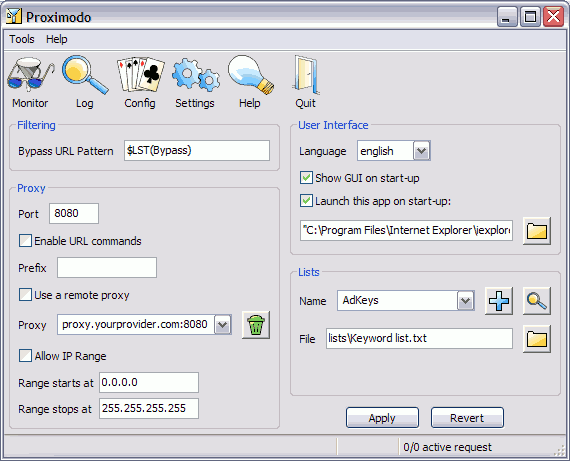 Proximodo
Tools Help
Monitor Log Config Settings Help Quit
Filtering
Bypass URL Pattern $LST(Bypass)
Proxy
Port 8080
Enable URL commands
Prefix
Use a remote proxy
Proxy proxy.yourprovider.com:8080
Allow IP Range
Range starts at 0.0.0.0
Range stops at 255.255.255.255
User Interface
Language english
Show GUI on start-up
Launch this app on start-up:
"C:\Program Files\Internet Explorer\iexplore
Lists
Name AdKeys
File lists\Keyword list.txt
Apply Revert
0/0 active request